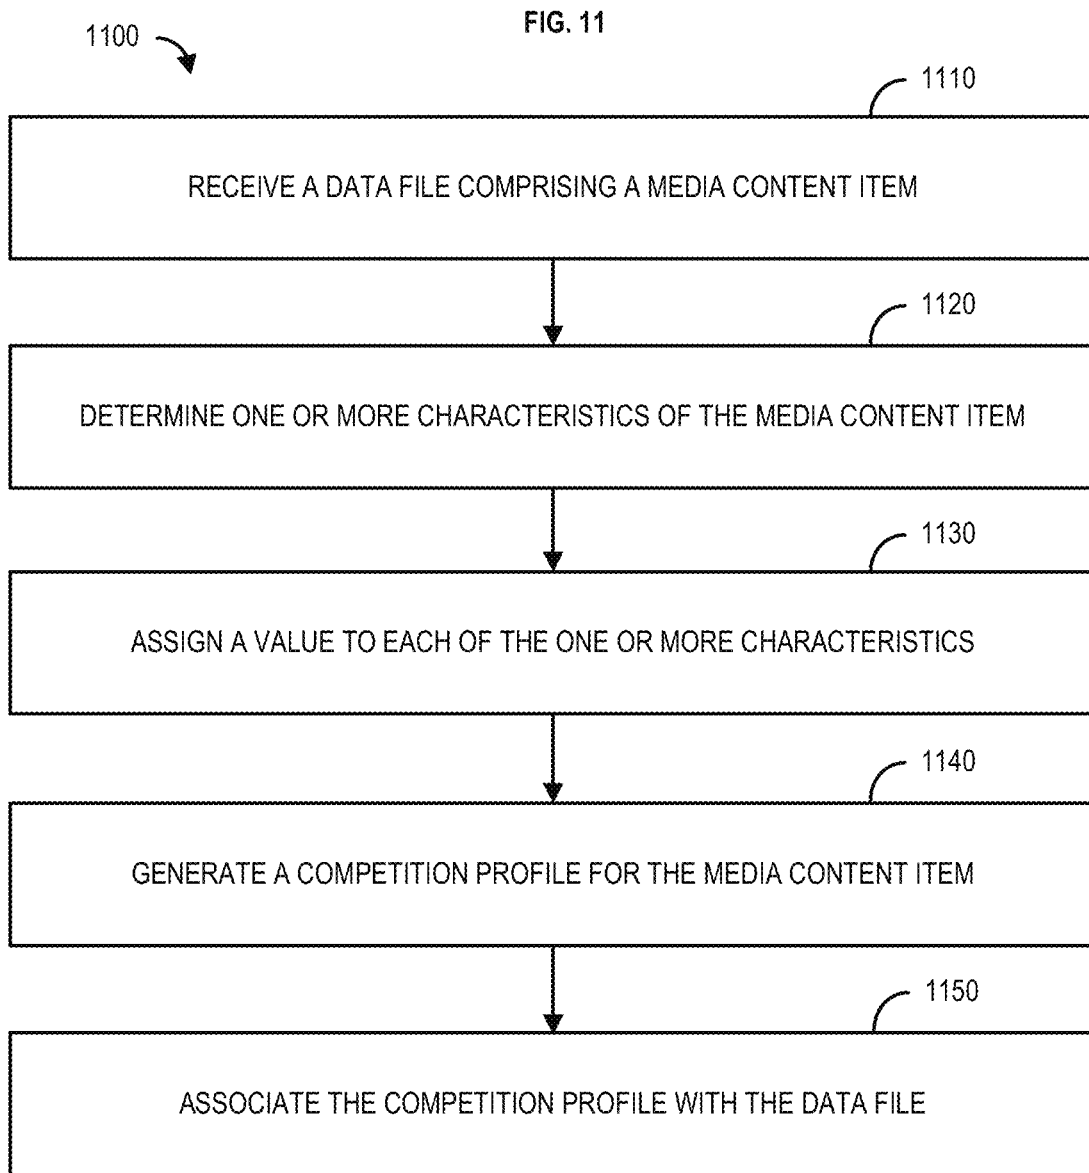 FIG. 11
1100
1110
RECEIVE A DATA FILE COMPRISING A MEDIA CONTENT ITEM
1120
DETERMINE ONE OR MORE CHARACTERISTICS OF THE MEDIA CONTENT ITEM
1130
ASSIGN A VALUE TO EACH OF THE ONE OR MORE CHARACTERISTICS
1140
GENERATE A COMPETITION PROFILE FOR THE MEDIA CONTENT ITEM
1150
ASSOCIATE THE COMPETITION PROFILE WITH THE DATA FILE